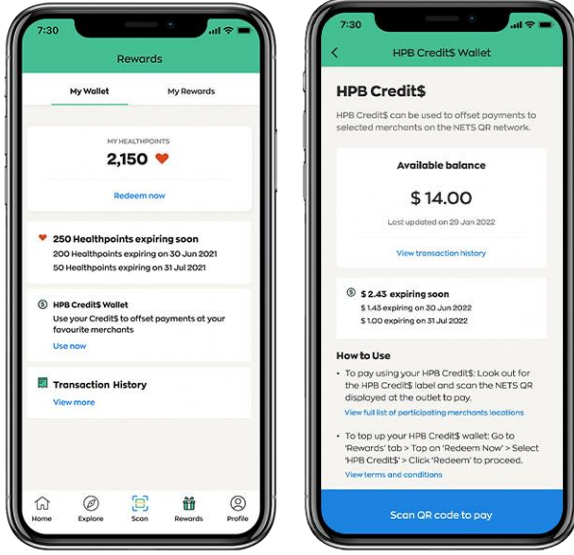 7:30
Rewards
My Wallet My Rewards
MY HEALTHPOINTS
2,150
Redeem now
250 Healthpoints expiring soon
200 Healthpoints expiring on 30 Jun 2021
50 Healthpoints expiring on 31 Jul 2021
HPB Credit$ Wallet
Use your Credit$ to offset payments at your
favourite merchants
Use now
Transaction History
View more
Home Explore Scan Rewards Profile
7:30
HPB Credit$ Wallet
HPB Credit$
HPB Credit$ can be used to offset payments to
selected merchants on the NETS QR network.
Available balance
$ 14.00
Last updated on 29 Jan 2022
View transaction history
$ 2.43 expiring soon
$ 1.43 expiring on 30 Jun 2022
$ 1.00 expiring on 31 Jul 2022
How to Use
• To pay using your HPB Credit$: Look out for
the HPB Credit$ label and scan the NETS QR
displayed at the outlet to pay.
View full list of participating merchants locations
• To top up your HPB Credit$ wallet: Go to
'Rewards' tab > Tap on 'Redeem Now' > Select
'HPB Credit$' > Click 'Redeem' to proceed.
View terms and conditions
Scan QR code to pay